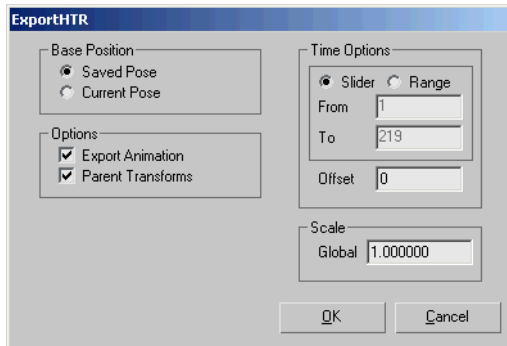 ExportHTR
Base Position
Saved Pose
Current Pose
Options
Export Animation
Parent Transforms
Time Options
Slider Range
From 1
To 219
Offset 0
Scale
Global 1.000000
OK Cancel